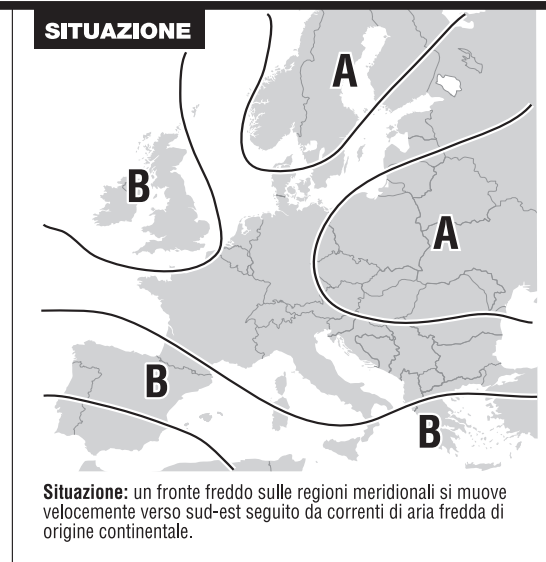 SITUAZIONE
A
B
A
B
B
Situazione: un fronte freddo sulle regioni meridionali si muove
velocemente verso sud-est seguito da correnti di aria fredda di
origine continentale.